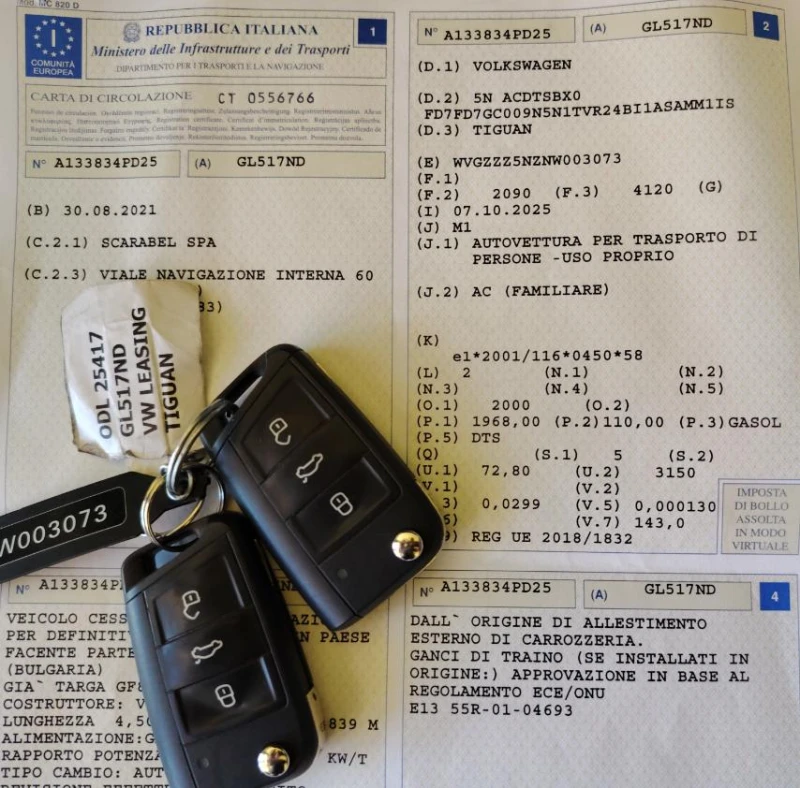 Mod. MC 820 D
I
COMUNITÀ
EUROPEA
REPUBBLICA ITALIANA
Ministero delle Infrastrutture e dei Trasporti
DIPARTIMENTO PER I TRASPORTI E LA NAVIGAZIONE
1
CARTA DI CIRCOLAZIONE CT 0556766
N° A133834PD25 (A) GL517ND
(B) 30.08.2021
(C.2.1) SCARABEL SPA
(C.2.3) VIALE NAVIGAZIONE INTERNA 60
)
83)
ODL 25417
GL517ND
VW LEASING
TIGUAN
W003073
N° A133834PD25 (A) GL517ND
2
(D.1) VOLKSWAGEN
(D.2) 5N ACDTSBX0
FD7FD7GC009N5N1TVR24BI1ASAMM1IS
(D.3) TIGUAN
(E) WVGZZZ5NZNW003073
(F.1)
(F.2) 2090 (F.3) 4120 (G)
(I) 07.10.2025
(J) M1
(J.1) AUTOVETTURA PER TRASPORTO DI
PERSONE -USO PROPRIO
(J.2) AC (FAMILIARE)
(K)
e1*2001/116*0450*58
(L) 2 (N.1) (N.2)
(N.3) (N.4) (N.5)
(O.1) 2000 (O.2)
(P.1) 1968,00 (P.2) 110,00 (P.3) GASOL
(P.5) DTS
(Q) (S.1) 5 (S.2)
(U.1) 72,80 (U.2) 3150
V.1) (V.2)
3) 0,0299 (V.5) 0,000130
(V.7) 143,0
9) REG UE 2018/1832
IMPOSTA
DI BOLLO
ASSOLTA
IN MODO
VIRTUALE
N° A133834P
VEICOLO CESS
PER DEFINITIV N PAESE
FACENTE PARTE
(BULGARIA)
GIA` TARGA GF8
COSTRUTTORE: V
LUNGHEZZA 4,50 839 M
ALIMENTAZIONE:G
RAPPORTO POTENZA KW/T
TIPO CAMBIO: AUT
N° A133834PD25 (A) GL517ND
4
DALL` ORIGINE DI ALLESTIMENTO
ESTERNO DI CARROZZERIA.
GANCI DI TRAINO (SE INSTALLATI IN
ORIGINE:) APPROVAZIONE IN BASE AL
REGOLAMENTO ECE/ONU
E13 55R-01-04693